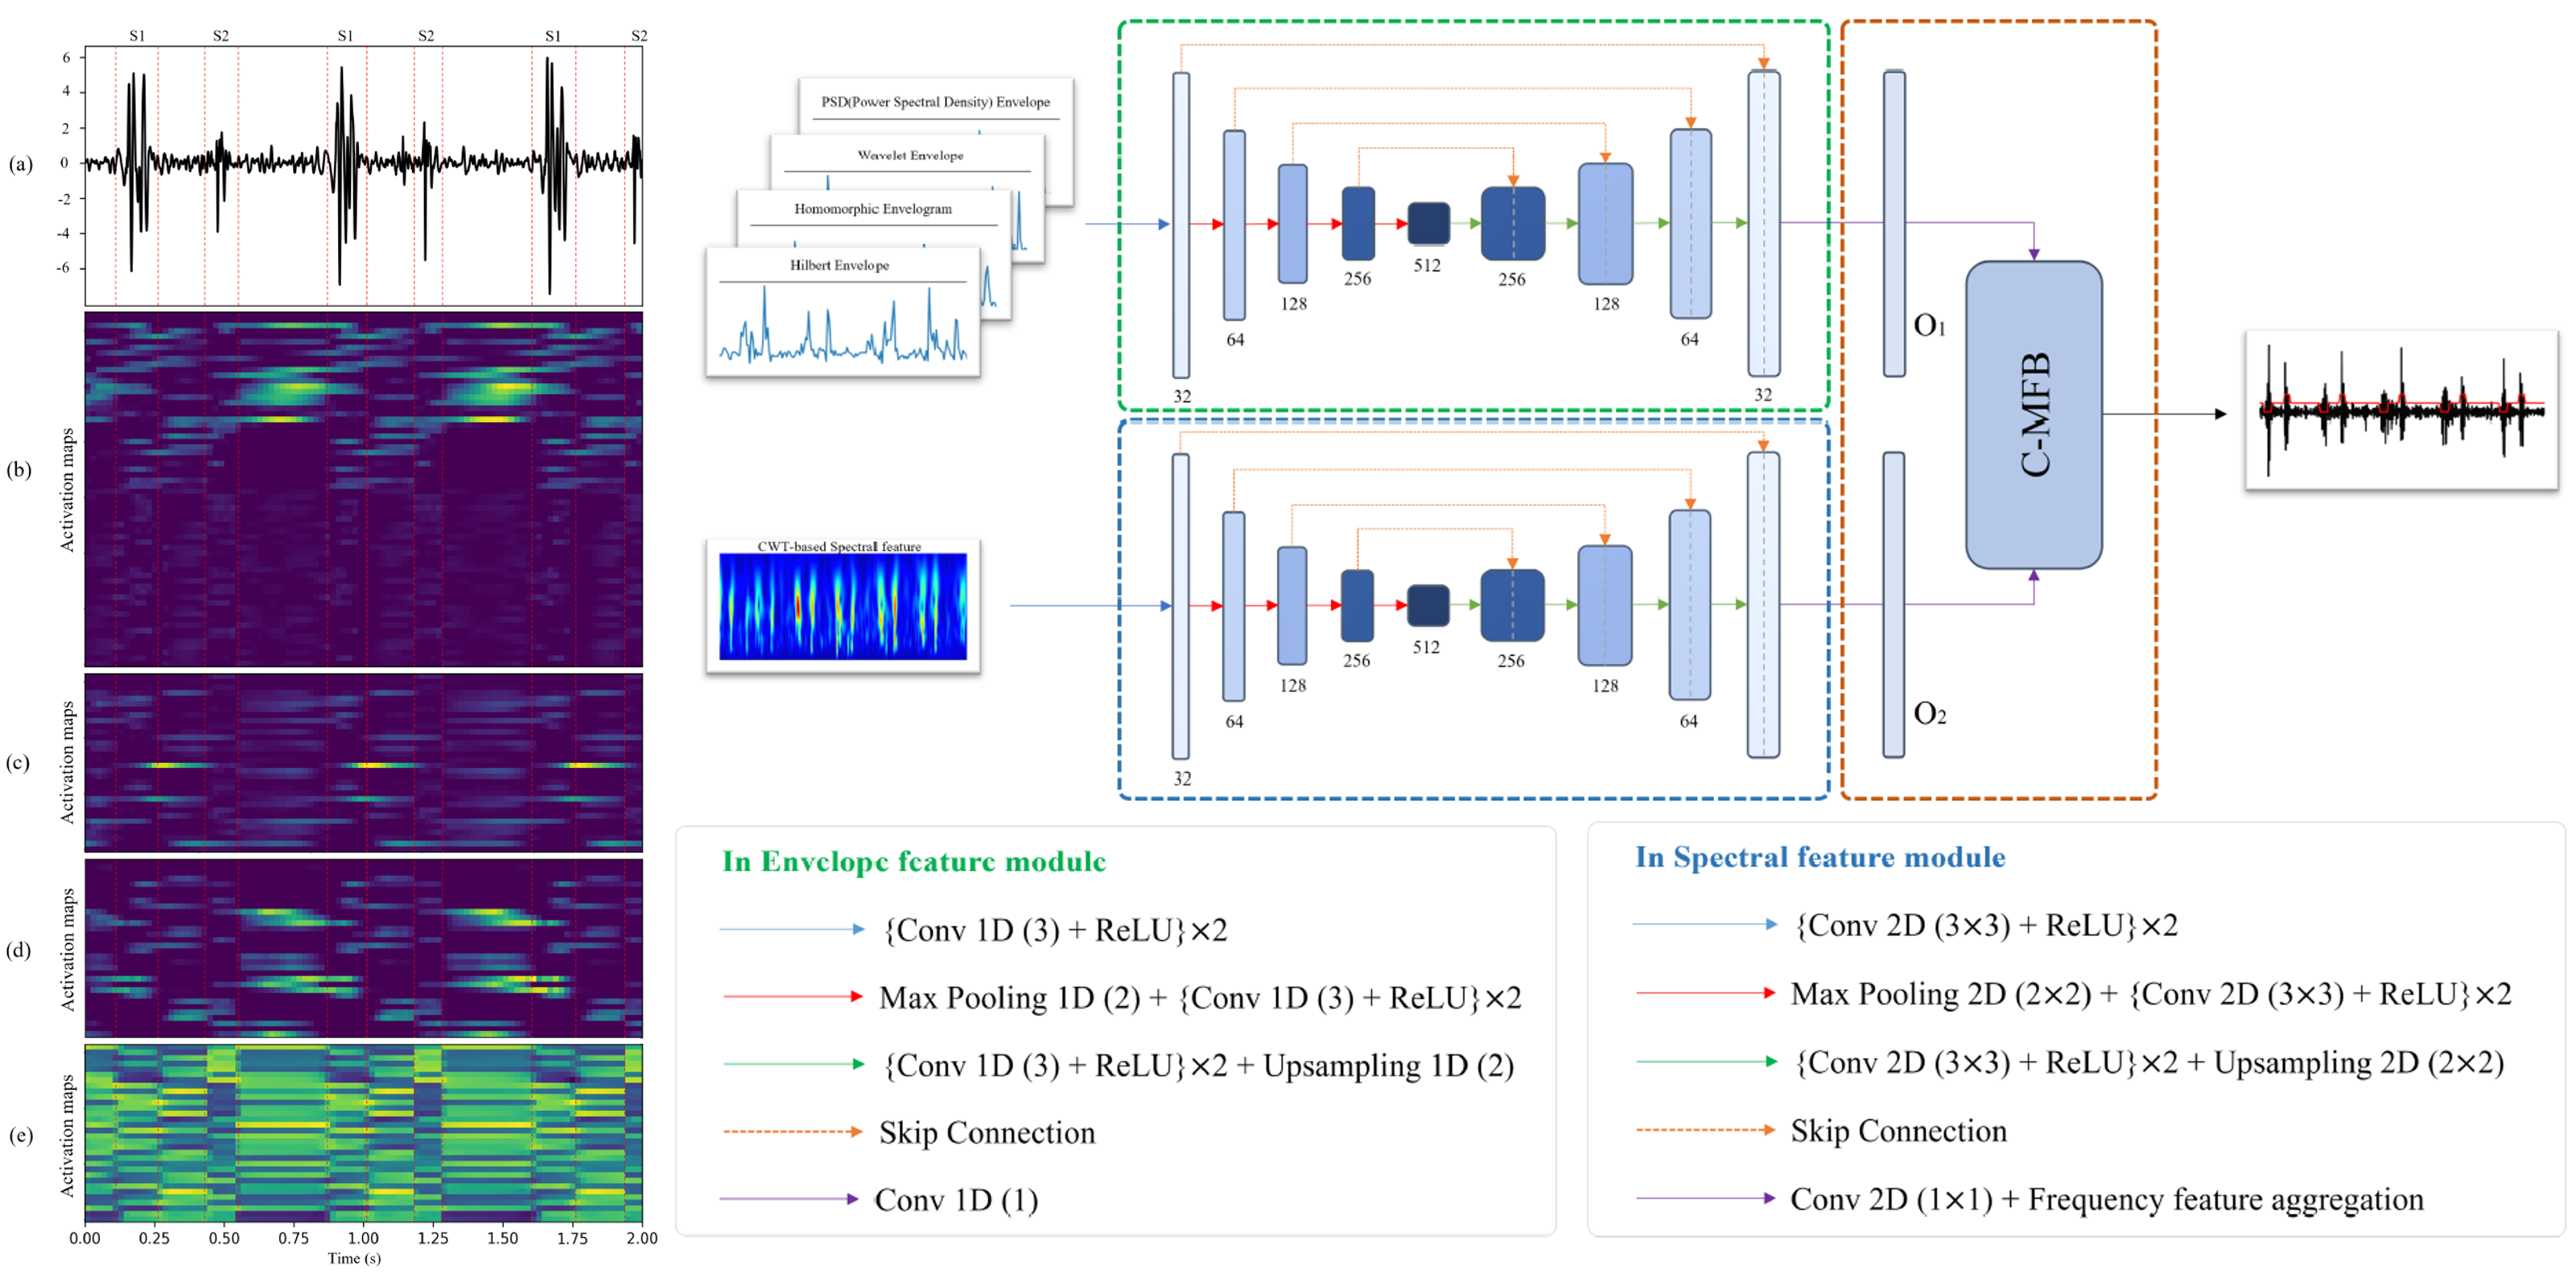 S1 S2 S1 S2 S1 S2
(a)
6
4
2
0
-2
-4
-6
(b)
Activation maps
(c)
Activation maps
(d)
Activation maps
(e)
Activation maps
0.00 0.25 0.50 0.75 1.00 1.25 1.50 1.75 2.00
Time (s)
PSD(Power Spectral Density) Envelope
Wavelet Envelope
Homomorphic Envelogram
Hilbert Envelope
32
64
128
256
512
256
128
64
32
O1
C-MFB
CWT-based Spectral feature
32
64
128
256
512
256
128
64
O2
In Envelope feature module
{Conv 1D (3) + ReLU}×2
Max Pooling 1D (2) + {Conv 1D (3) + ReLU}×2
{Conv 1D (3) + ReLU}×2 + Upsampling 1D (2)
Skip Connection
Conv 1D (1)
In Spectral feature module
{Conv 2D (3×3) + ReLU}×2
Max Pooling 2D (2×2) + {Conv 2D (3×3) + ReLU}×2
{Conv 2D (3×3) + ReLU}×2 + Upsampling 2D (2×2)
Skip Connection
Conv 2D (1×1) + Frequency feature aggregation